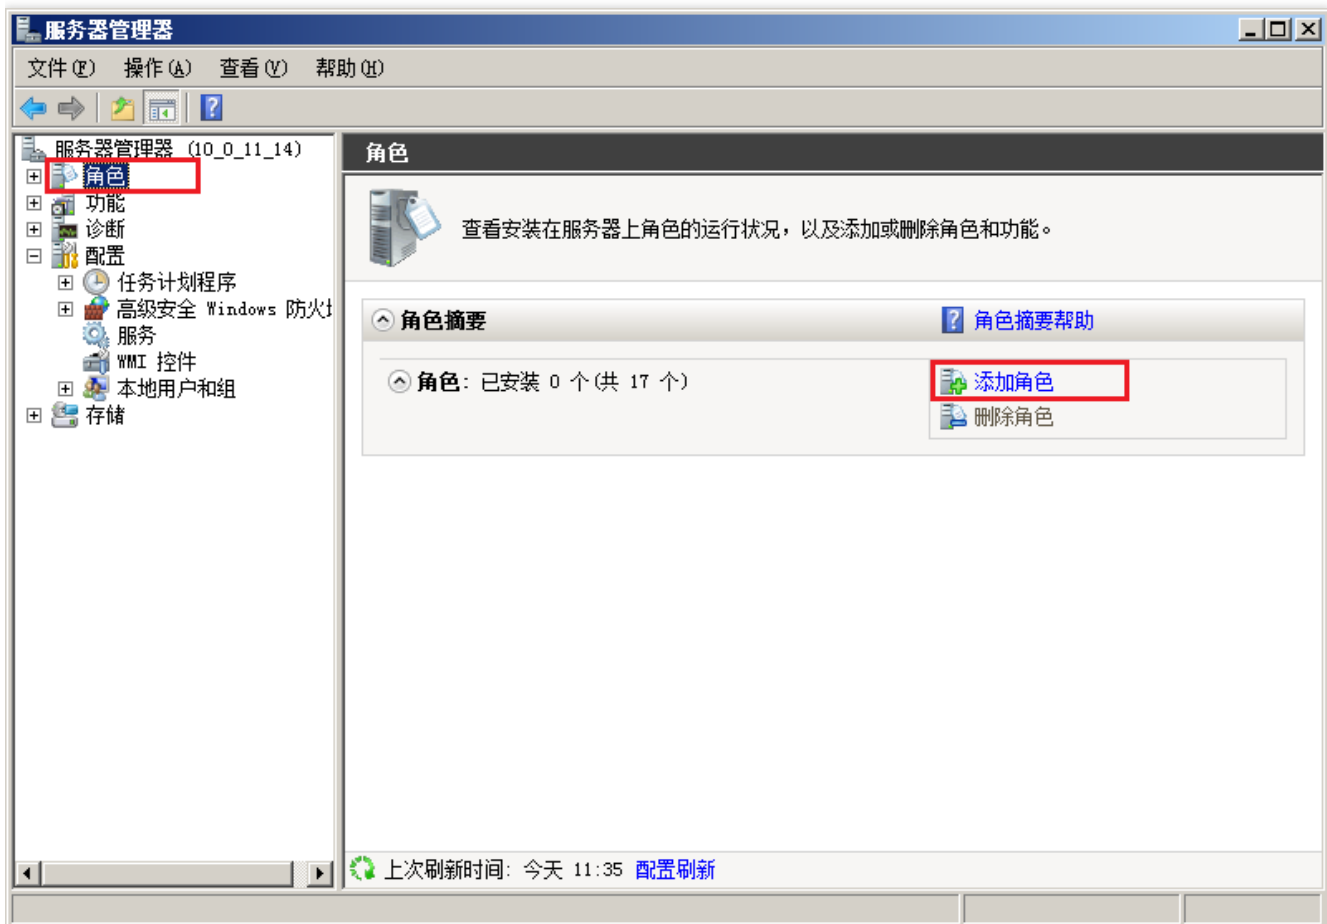 服务器管理器
文件(F) 操作(A) 查看(V) 帮助(H)
服务器管理器 (10_0_11_14)
角色
功能
诊断
配置
任务计划程序
高级安全 Windows 防火
服务
WMI 控件
本地用户和组
存储
角色
查看安装在服务器上角色的运行状况，以及添加或删除角色和功能。
角色摘要
角色摘要帮助
角色: 已安装 0 个(共 17 个)
添加角色
删除角色
上次刷新时间: 今天 11:35 配置刷新